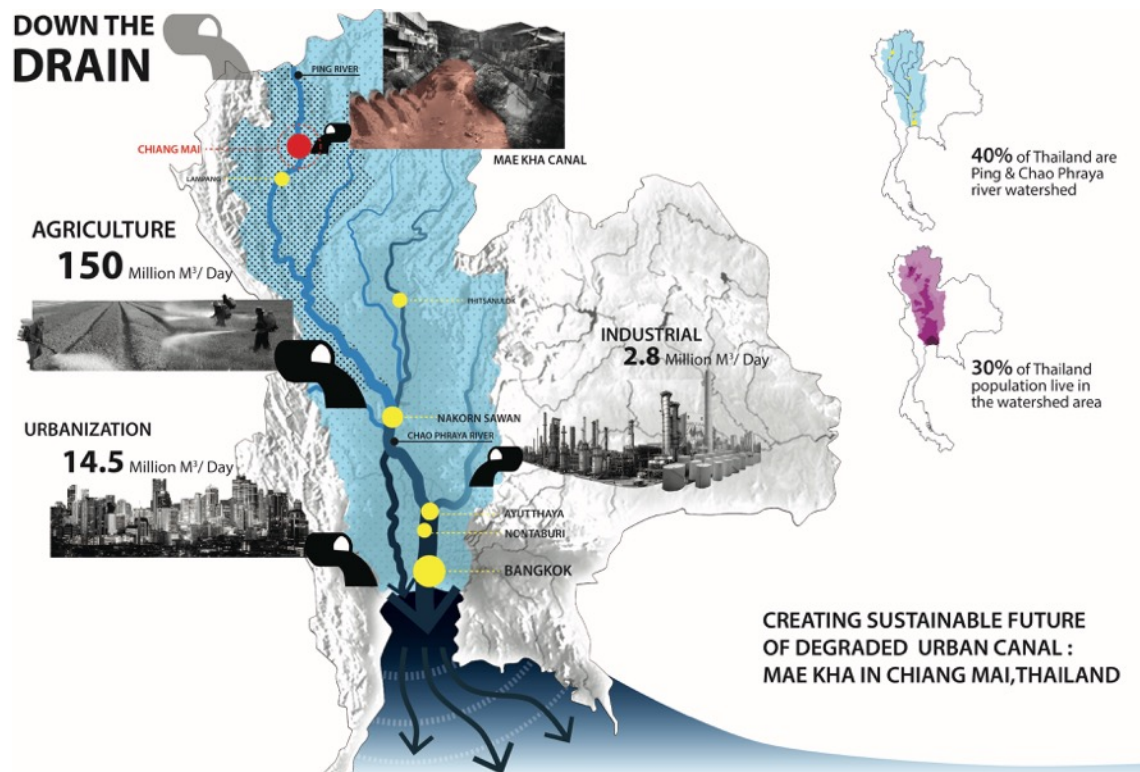 DOWN THE
DRAIN
PING RIVER
CHIANG MAI
MAE KHA CANAL
LAMPANG
AGRICULTURE
150 Million M³/ Day
PHITSANULOK
INDUSTRIAL
2.8 Million M³/ Day
NAKORN SAWAN
CHAO PHRAYA RIVER
URBANIZATION
14.5 Million M³/ Day
AYUTTHAYA
NONTABURI
BANGKOK
40% of Thailand are
Ping & Chao Phraya
river watershed
30% of Thailand
population live in
the watershed area
CREATING SUSTAINABLE FUTURE
OF DEGRADED URBAN CANAL :
MAE KHA IN CHIANG MAI,THAILAND